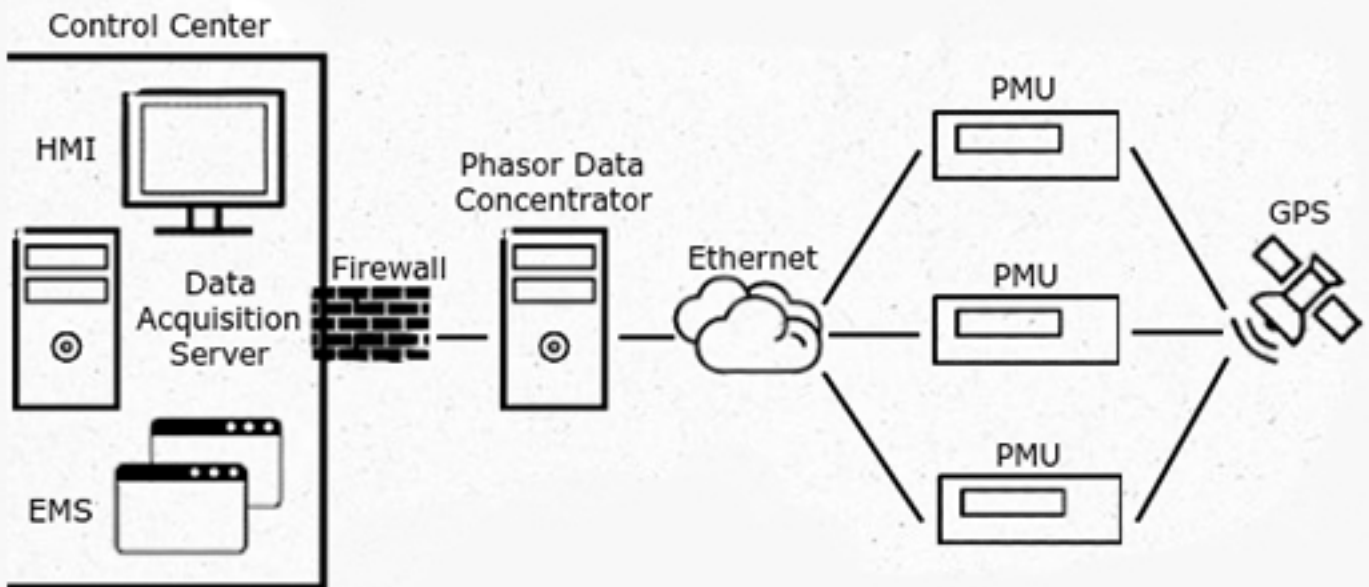 Control Center
HMI
Data
Acquisition
Server
EMS
Firewall
Phasor Data
Concentrator
Ethernet
PMU
PMU
PMU
GPS